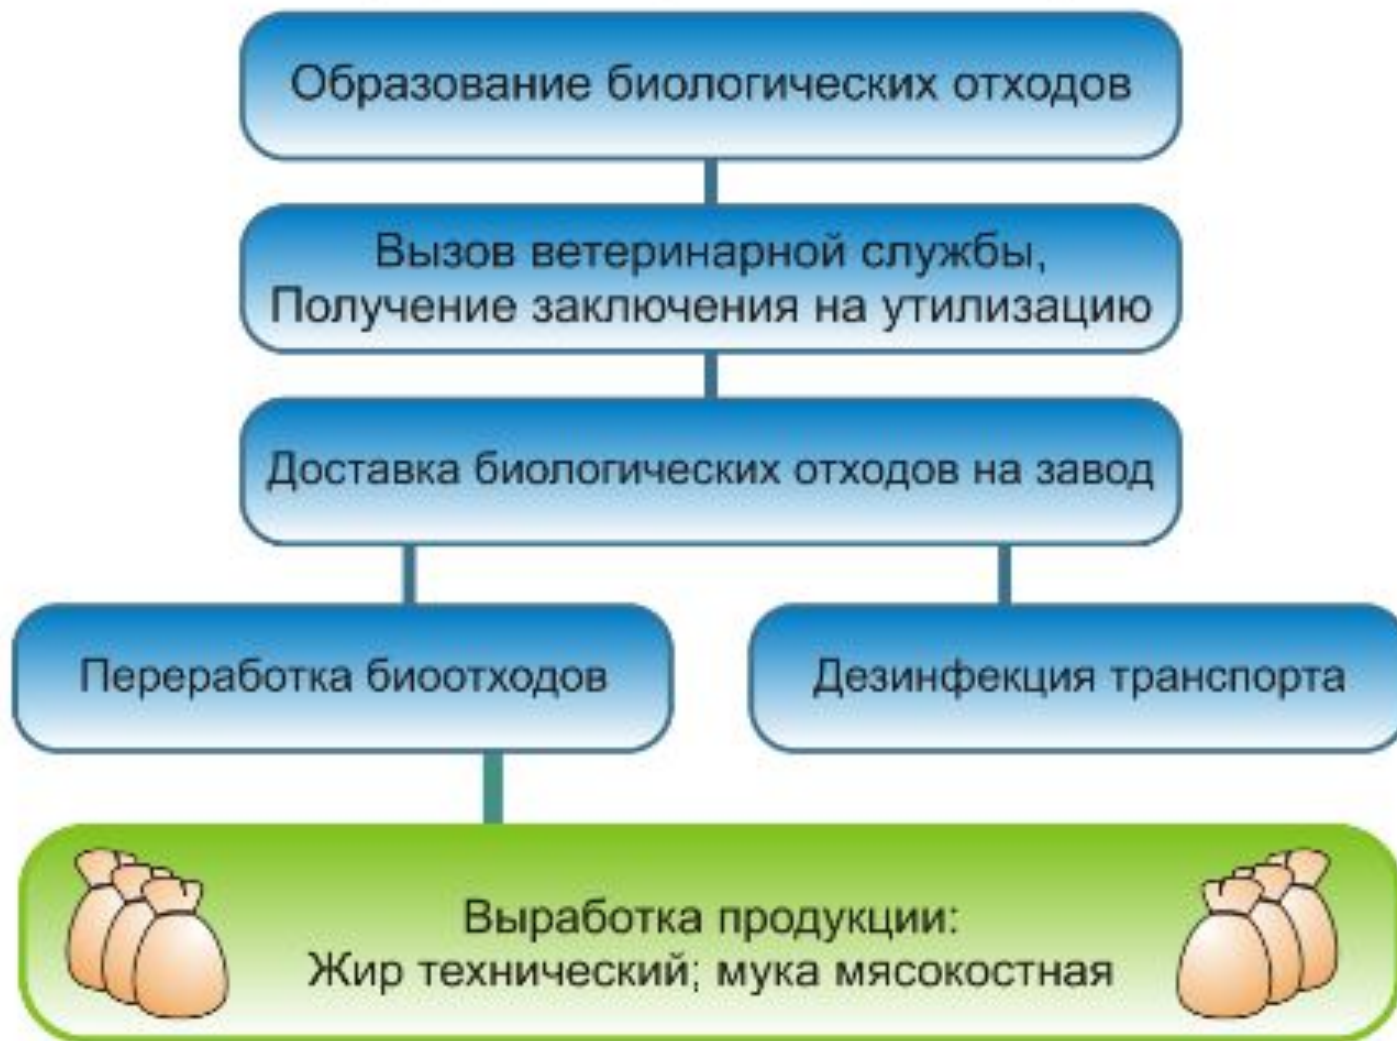 Образование биологических отходов
Вызов ветеринарной службы,
Получение заключения на утилизацию
Доставка биологических отходов на завод
Переработка биоотходов
Дезинфекция транспорта
Выработка продукции:
Жир технический; мука мясокостная